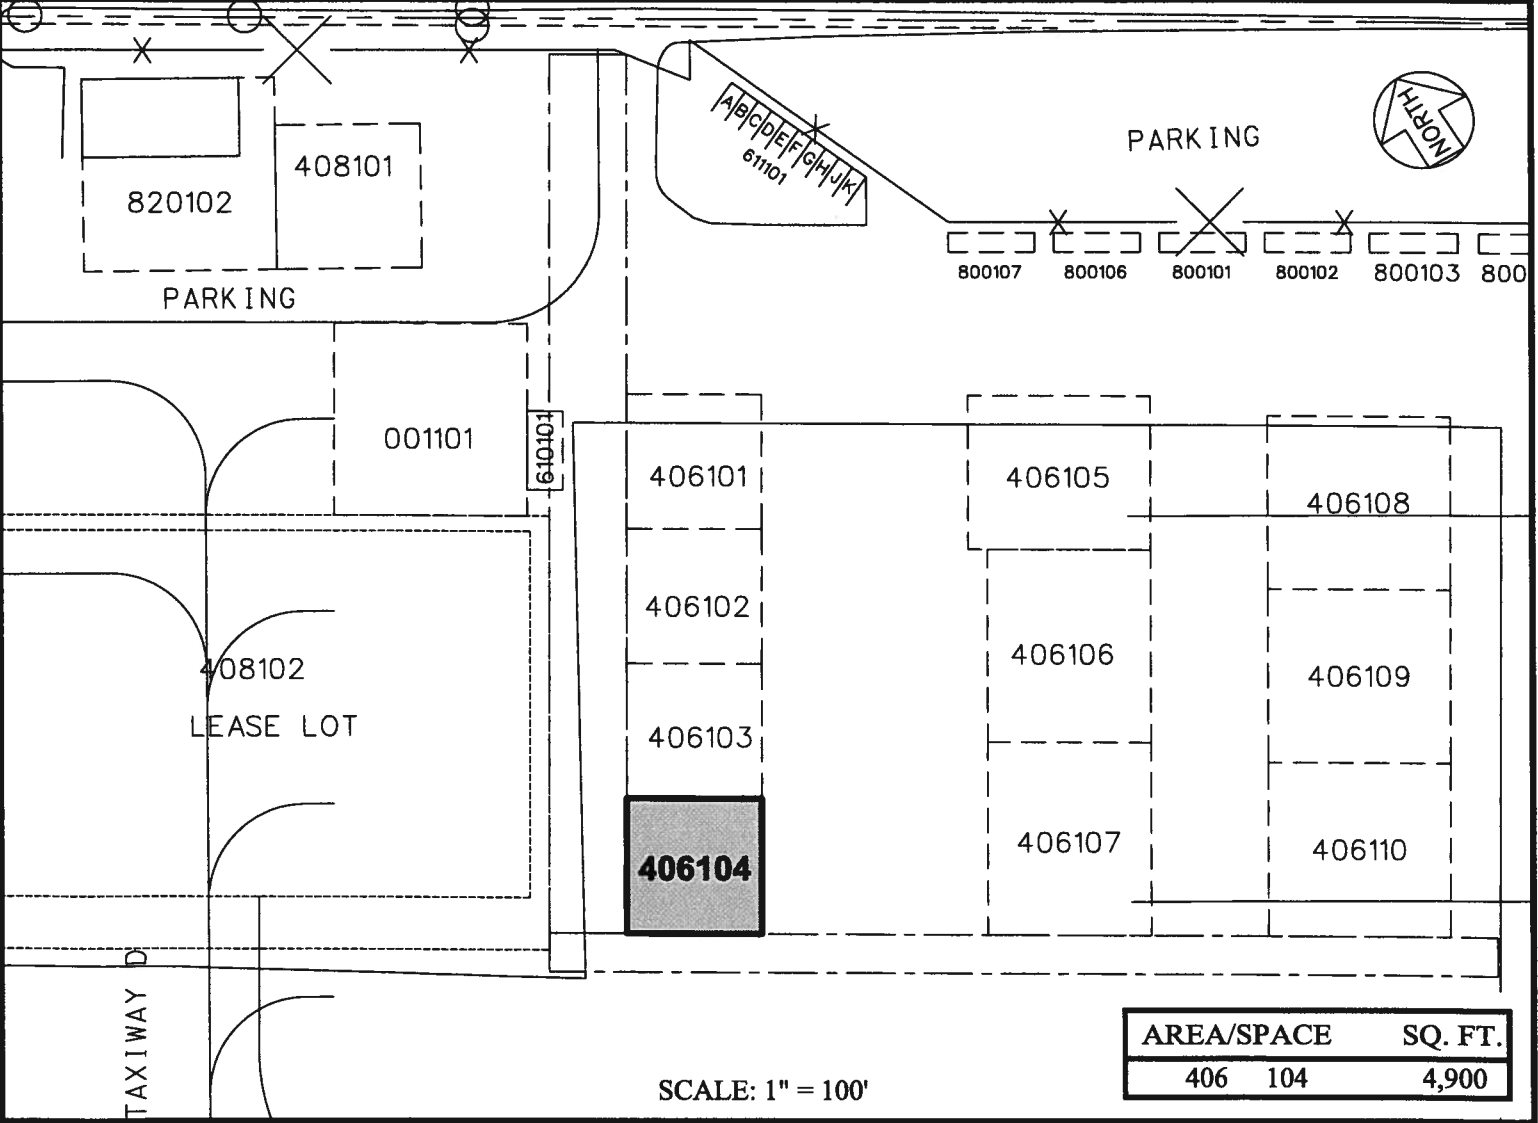 NORTH
PARKING
A B C D E F G H J K
611101
408101
820102
800107 800106 800101 800102 800103 800
PARKING
001101
610101
406101
406105
406108
406102
406106
408102
406109
LEASE LOT
406103
406104
406107
406110
TAXIWAY D
AREA/SPACE SQ. FT.
406 104 4,900
SCALE: 1" = 100'